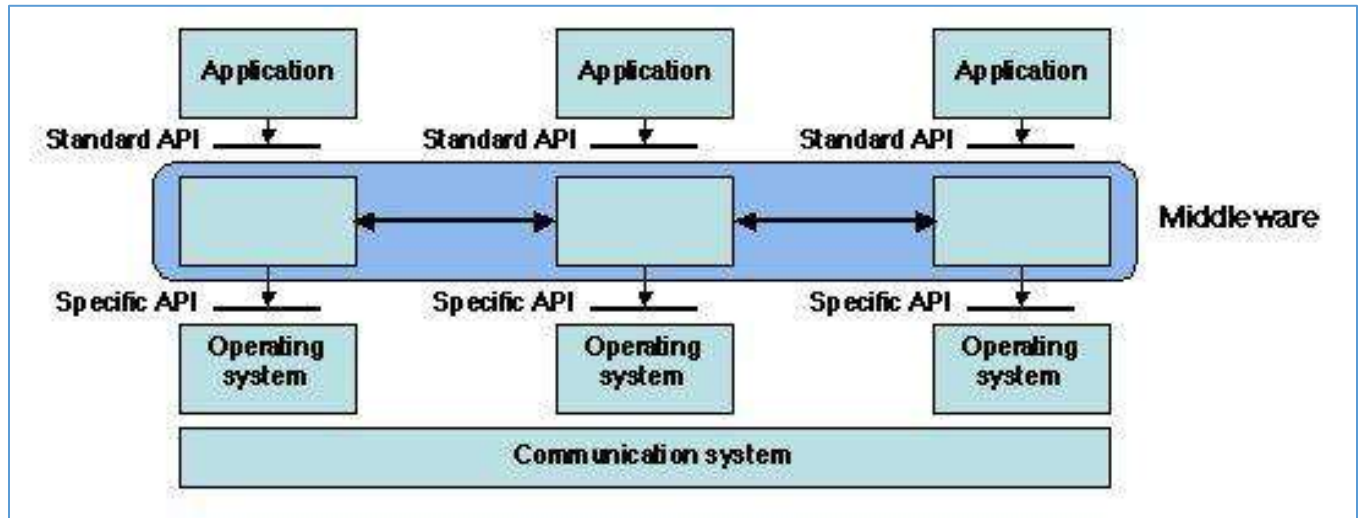 Application Application Application
Standard API Standard API Standard API
Middleware
Specific API Specific API Specific API
Operating system Operating system Operating system
Communication system